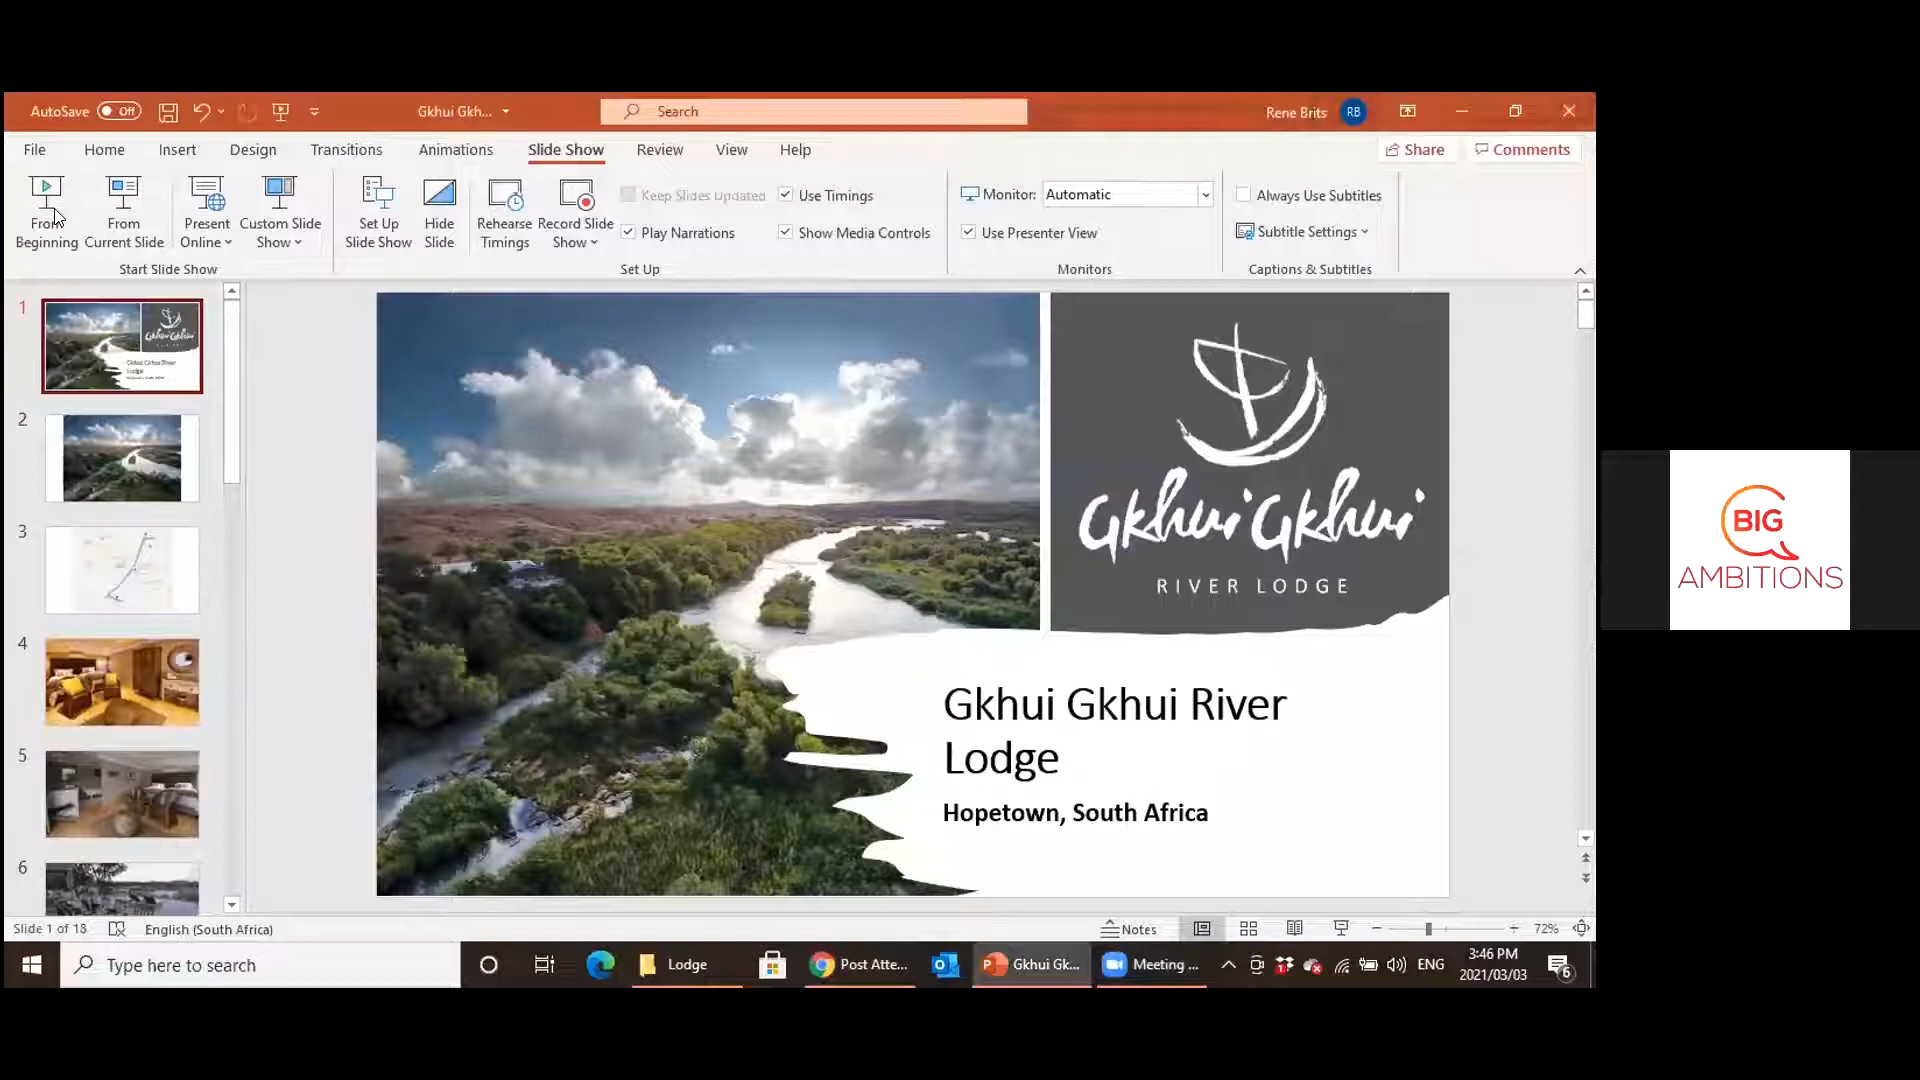 AutoSave Off Gkhui Gkh... Search Rene Brits RB
File Home Insert Design Transitions Animations Slide Show Review View Help Share Comments
From Beginning
From Current Slide
Present Online
Custom Slide Show
Set Up Slide Show
Hide Slide
Rehearse Timings
Record Slide Show
Keep Slides Updated
Play Narrations
Use Timings
Show Media Controls
Monitor: Automatic
Use Presenter View
Always Use Subtitles
Subtitle Settings
Start Slide Show Set Up Monitors Captions & Subtitles
1
2
3
4
5
6
Gkhui Gkhui
RIVER LODGE
Gkhui Gkhui River
Lodge
Hopetown, South Africa
BIG
AMBITIONS
Slide 1 of 18 English (South Africa) Notes 72%
Type here to search Lodge Post Atte... Gkhui Gk... Meeting ... ENG 3:46 PM
2021/03/03
6